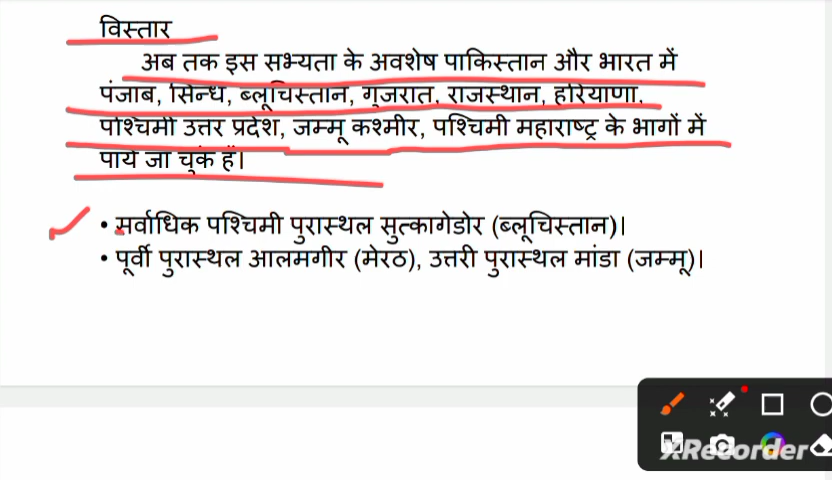 विस्तार
अब तक इस सभ्यता के अवशेष पाकिस्तान और भारत में
पंजाब, सिन्ध, ब्लूचिस्तान, गुजरात, राजस्थान, हरियाणा,
पश्चिमी उत्तर प्रदेश, जम्मू कश्मीर, पश्चिमी महाराष्ट्र के भागों में
पाये जा चुके हैं।
• सर्वाधिक पश्चिमी पुरास्थल सुत्कागेडोर (ब्लूचिस्तान)।
• पूर्वी पुरास्थल आलमगीर (मेरठ), उत्तरी पुरास्थल मांडा (जम्मू)।
XRecorder